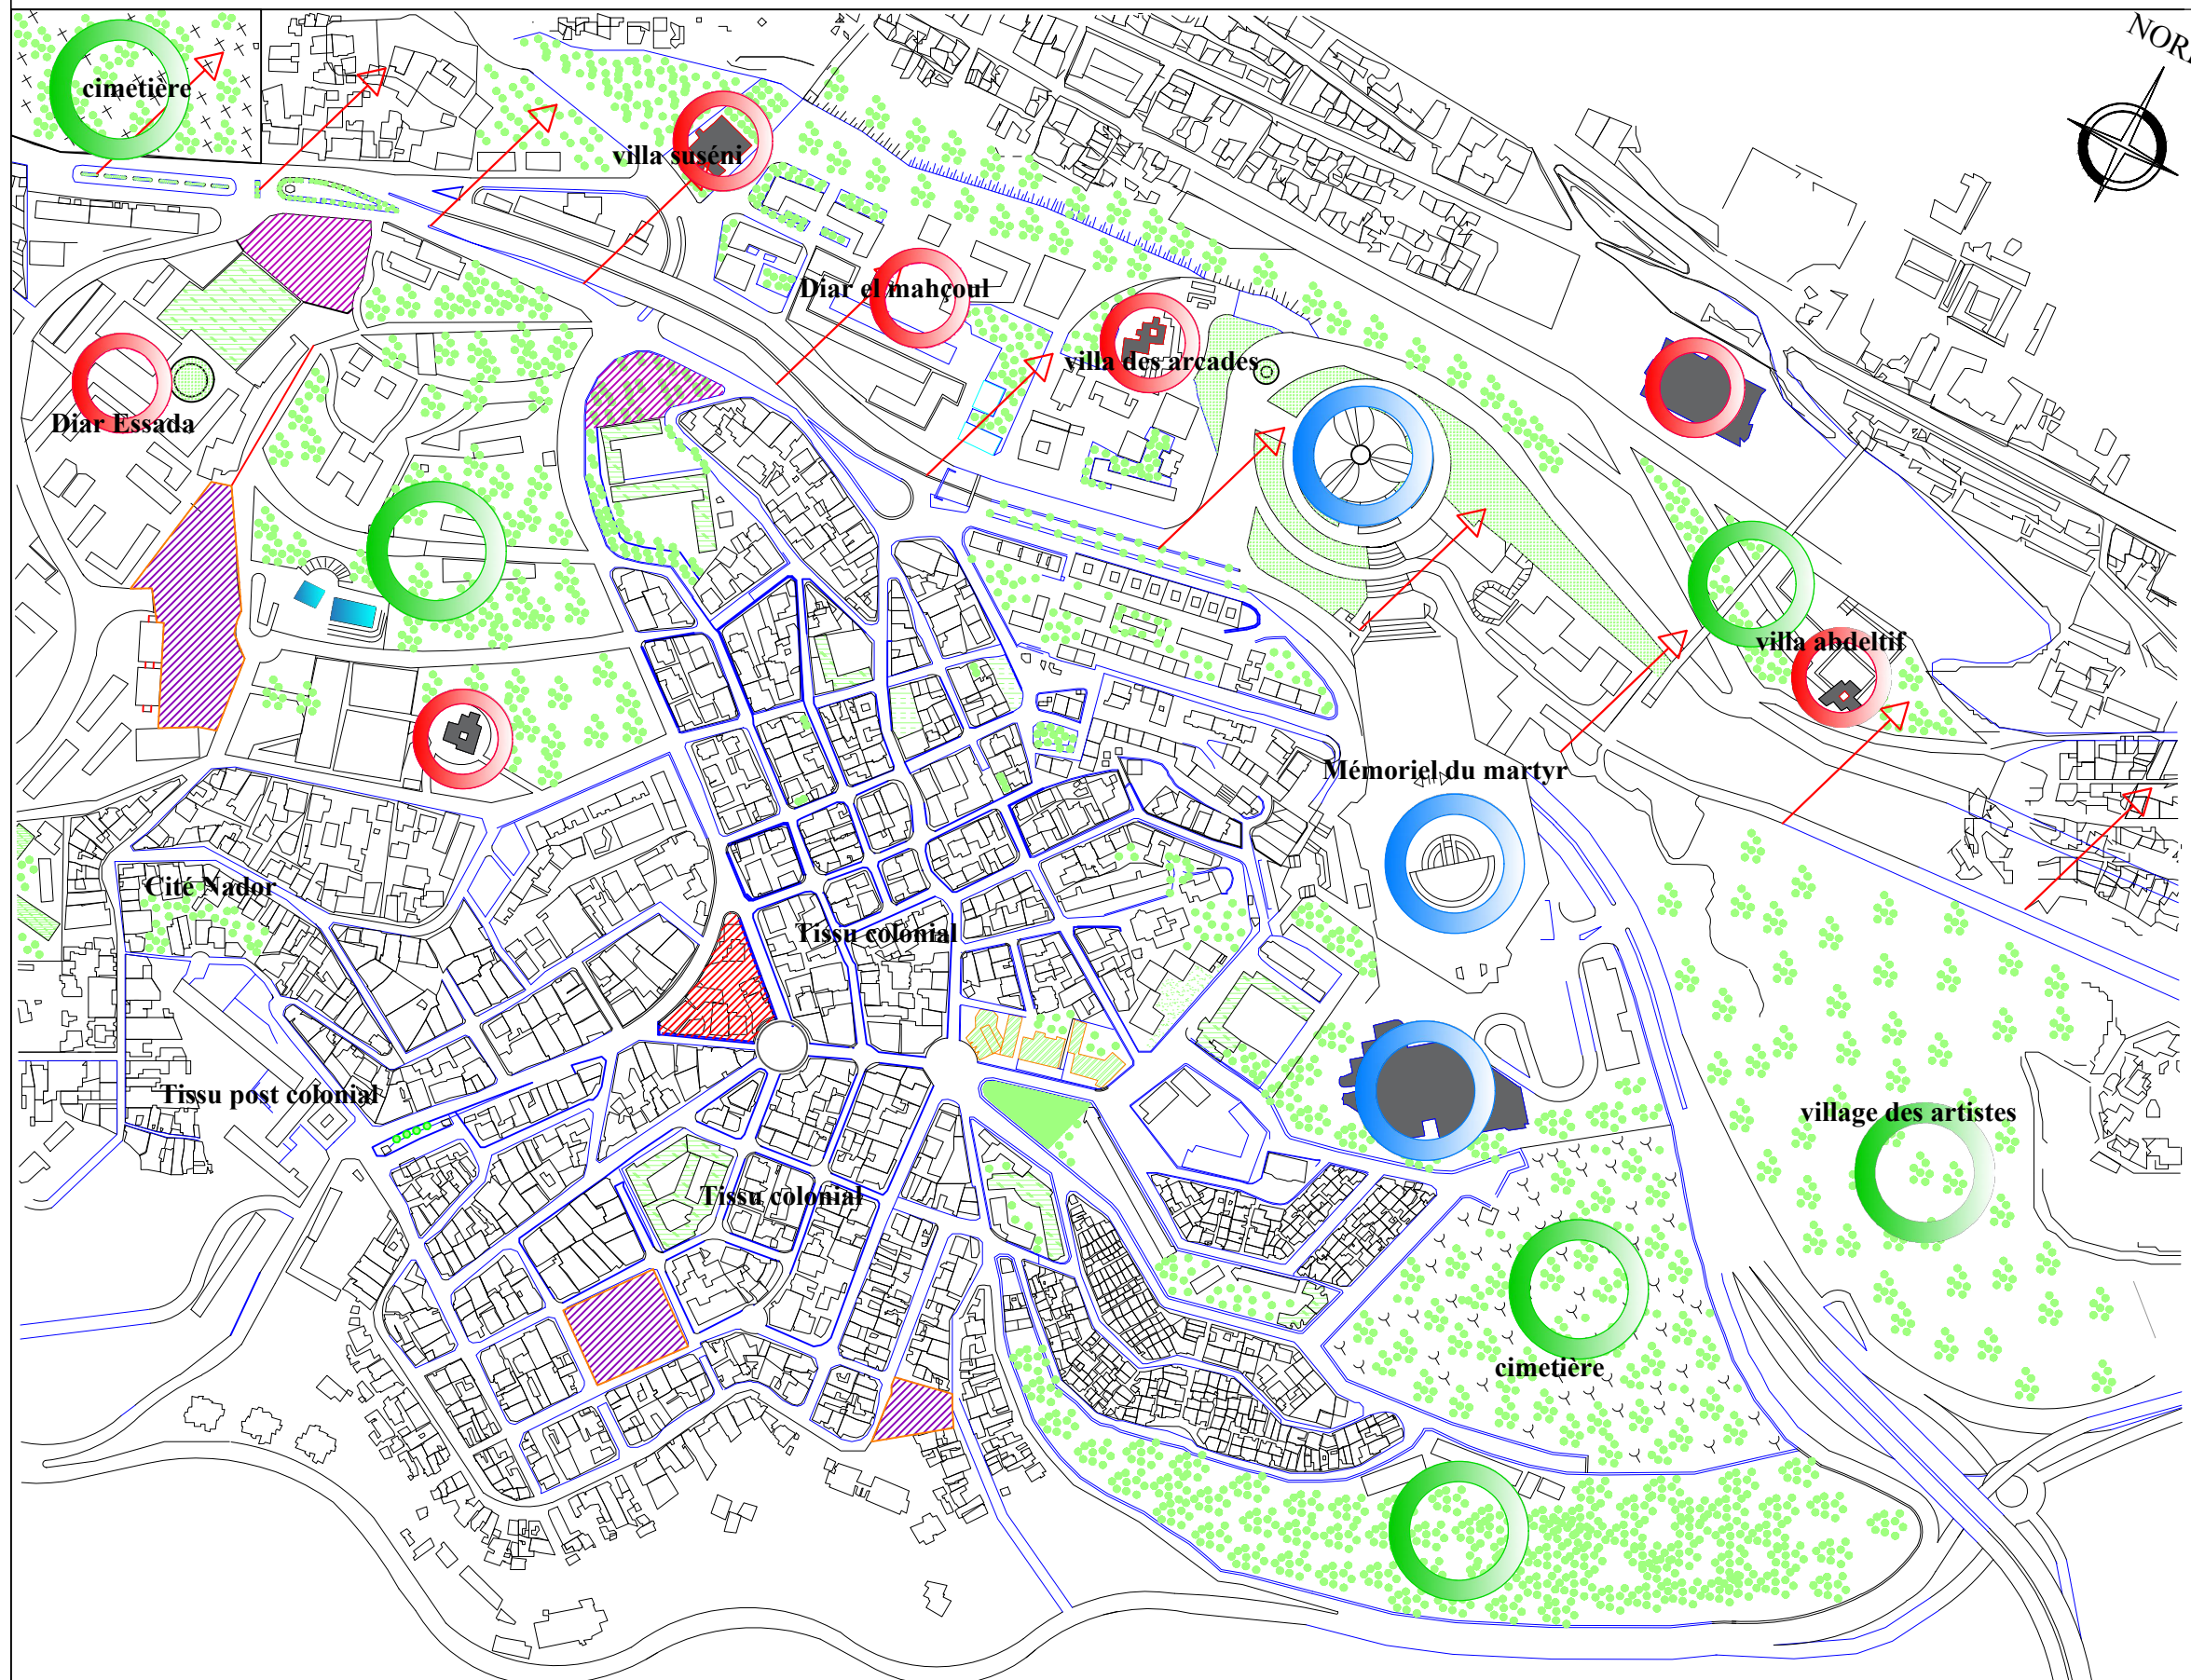 NOR
cimetière
villa suséni
Diar el mahçoul
villa des arcades
Diar Essada
villa abdeltif
Mémoriel du martyr
Cité Nador
Tissu colonial
Tissu post colonial
village des artistes
Tissu colonial
cimetière